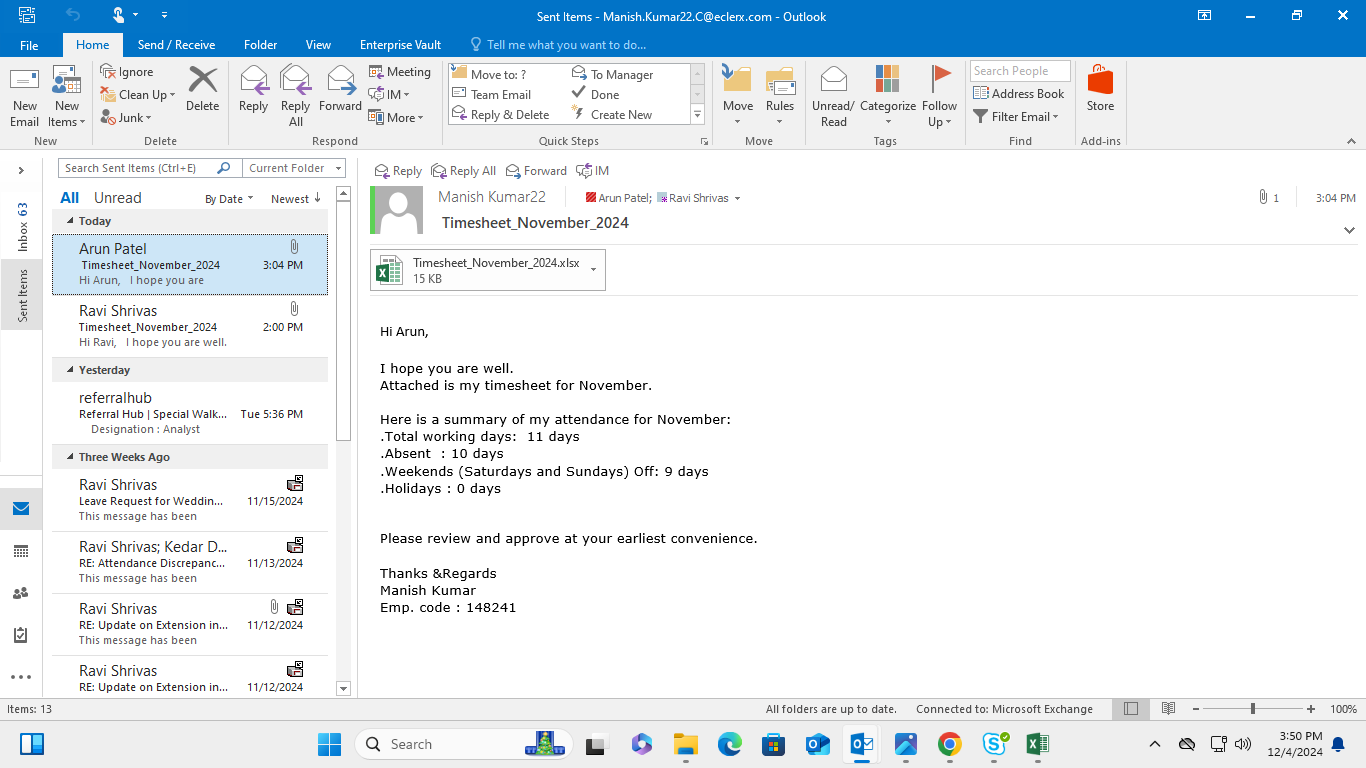 Sent Items - Manish.Kumar22.C@eclerx.com - Outlook
File Home Send / Receive Folder View Enterprise Vault Tell me what you want to do...
New Email
New Items
New
Ignore
Clean Up
Junk
Delete
Delete
Reply
Reply All
Forward
Meeting
IM
More
Respond
Move to: ?
Team Email
Reply & Delete
To Manager
Done
Create New
Quick Steps
Move
Rules
Move
Unread/ Read
Categorize
Follow Up
Tags
Search People
Address Book
Filter Email
Find
Store
Add-ins
Inbox 63
Sent Items
Search Sent Items (Ctrl+E) Current Folder
All Unread By Date Newest
Today
Arun Patel
Timesheet_November_2024 3:04 PM
Hi Arun, I hope you are
Ravi Shrivas
Timesheet_November_2024 2:00 PM
Hi Ravi, I hope you are well.
Yesterday
referralhub
Referral Hub | Special Walk... Tue 5:36 PM
Designation : Analyst
Three Weeks Ago
Ravi Shrivas
Leave Request for Weddin... 11/15/2024
This message has been
Ravi Shrivas; Kedar D...
RE: Attendance Discrepanc... 11/13/2024
This message has been
Ravi Shrivas
RE: Update on Extension in... 11/12/2024
This message has been
Ravi Shrivas
RE: Update on Extension in... 11/12/2024
Reply Reply All Forward IM
Manish Kumar22 Arun Patel; Ravi Shrivas 1 3:04 PM
Timesheet_November_2024
Timesheet_November_2024.xlsx
15 KB
Hi Arun,
I hope you are well.
Attached is my timesheet for November.
Here is a summary of my attendance for November:
.Total working days:  11 days
.Absent  : 10 days
.Weekends (Saturdays and Sundays) Off: 9 days
.Holidays : 0 days
Please review and approve at your earliest convenience.
Thanks &Regards
Manish Kumar
Emp. code : 148241
Items: 13 All folders are up to date. Connected to: Microsoft Exchange 100%
Search
3:50 PM
12/4/2024